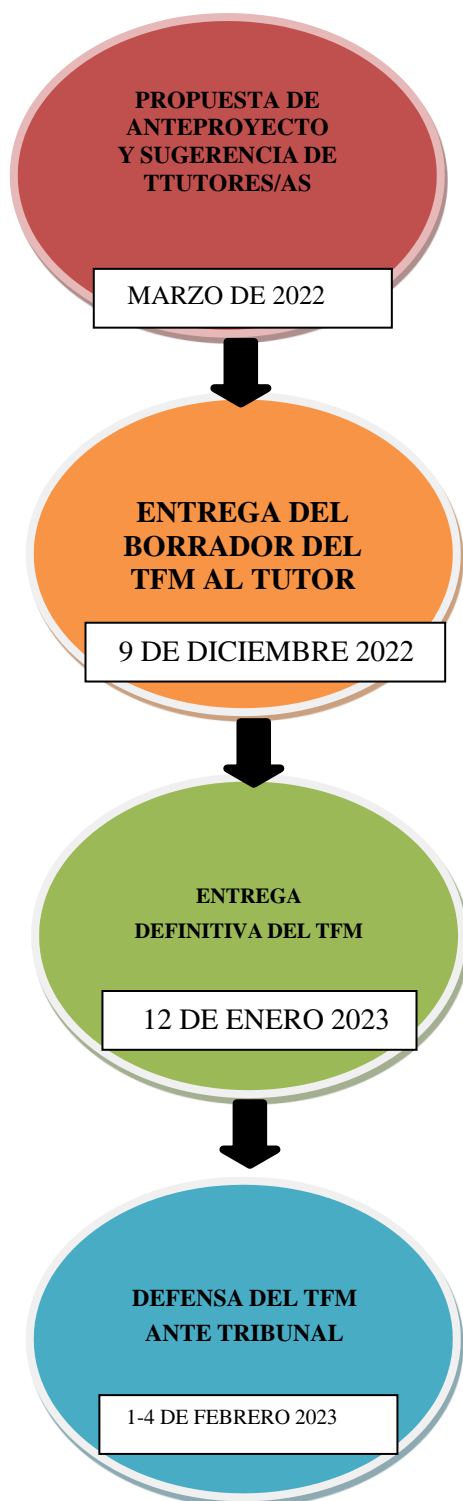 PROPUESTA DE
ANTEPROYECTO
Y SUGERENCIA DE
TTUTORES/AS
MARZO DE 2022
ENTREGA DEL
BORRADOR DEL
TFM AL TUTOR
9 DE DICIEMBRE 2022
ENTREGA
DEFINITIVA DEL TFM
12 DE ENERO 2023
DEFENSA DEL TFM
ANTE TRIBUNAL
1-4 DE FEBRERO 2023